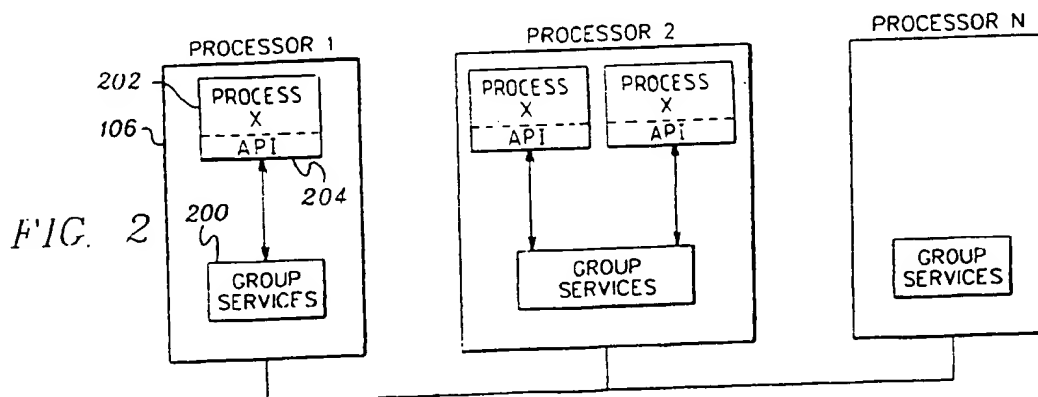 PROCESSOR 1
PROCESSOR 2
PROCESSOR N
202
PROCESS
X
API
PROCESS
X
API
PROCESS
X
API
106
204
FIG. 2
200
GROUP
SERVICES
GROUP
SERVICES
GROUP
SERVICES